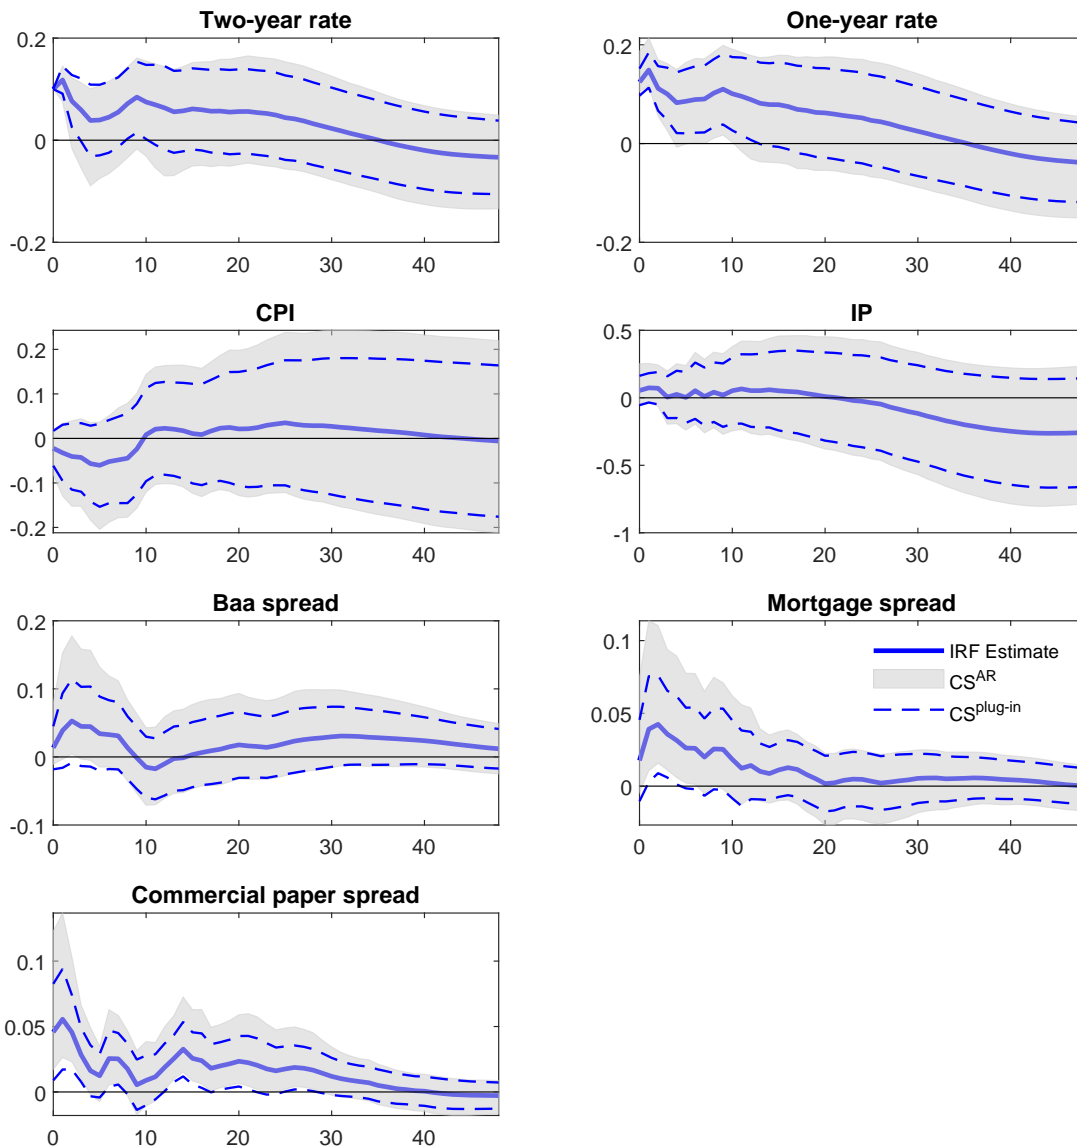 Two-year rate
0.2
0
-0.2
0 10 20 30 40
One-year rate
0.2
0
-0.2
0 10 20 30 40
CPI
0.2
0.1
0
-0.1
-0.2
0 10 20 30 40
IP
0.5
0
-0.5
-1
0 10 20 30 40
Baa spread
0.2
0.1
0
-0.1
0 10 20 30 40
Mortgage spread
0.1
0.05
0
0 10 20 30 40
IRF Estimate
CS^AR
CS^plug-in
Commercial paper spread
0.1
0.05
0
0 10 20 30 40